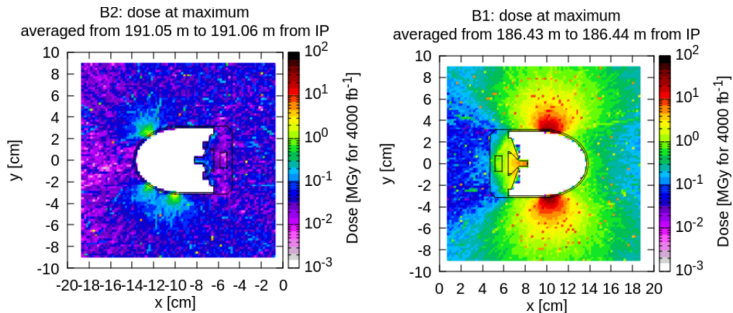 B2: dose at maximum
averaged from 191.05 m to 191.06 m from IP
10
8
6
4
2
0
-2
-4
-6
-8
-10
y [cm]
-20 -18 -16 -14 -12 -10 -8 -6 -4 -2 0
x [cm]
10^2
10^1
10^0
10^-1
10^-2
10^-3
Dose [MGy for 4000 fb^-1]
B1: dose at maximum
averaged from 186.43 m to 186.44 m from IP
10
8
6
4
2
0
-2
-4
-6
-8
-10
y [cm]
0 2 4 6 8 10 12 14 16 18 20
x [cm]
10^2
10^1
10^0
10^-1
10^-2
10^-3
Dose [MGy for 4000 fb^-1]